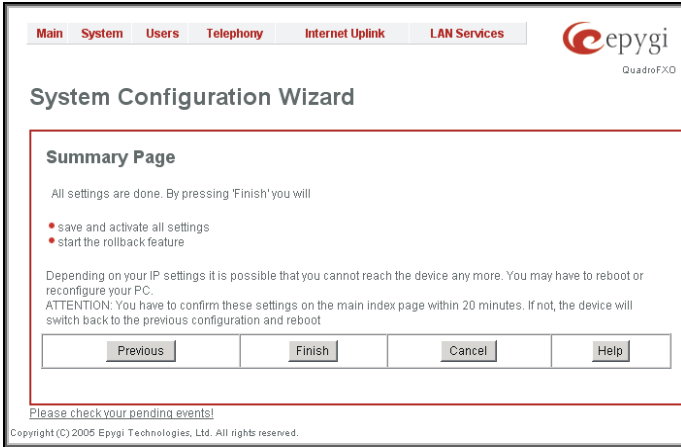 Main System Users Telephony Internet Uplink LAN Services
epygi
QuadroFXO
System Configuration Wizard
Summary Page
All settings are done. By pressing 'Finish' you will
save and activate all settings
start the rollback feature
Depending on your IP settings it is possible that you cannot reach the device any more. You may have to reboot or
reconfigure your PC.
ATTENTION: You have to confirm these settings on the main index page within 20 minutes. If not, the device will
switch back to the previous configuration and reboot
Previous Finish Cancel Help
Please check your pending events!
Copyright (C) 2005 Epygi Technologies, Ltd. All rights reserved.